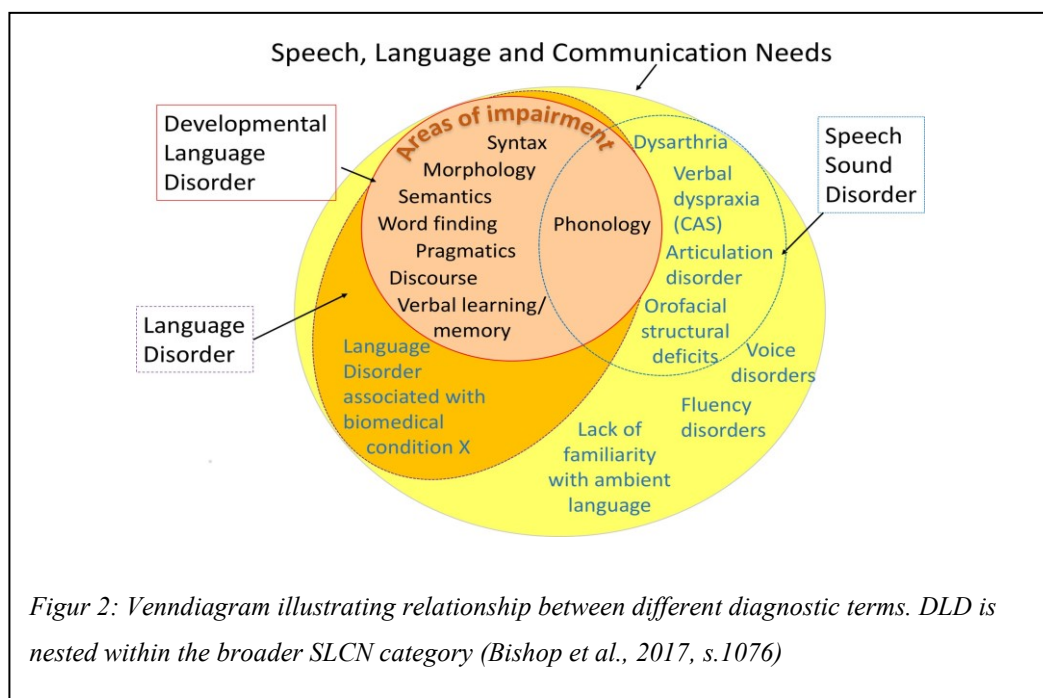 Speech, Language and Communication Needs
Developmental
Language
Disorder
Areas of impairment
Syntax
Morphology
Semantics
Word finding
Pragmatics
Discourse
Verbal learning/
memory
Phonology
Dysarthria
Verbal
dyspraxia
(CAS)
Articulation
disorder
Orofacial
structural
deficits
Speech
Sound
Disorder
Language
Disorder
Language
Disorder
associated with
biomedical
condition X
Voice
disorders
Fluency
disorders
Lack of
familiarity
with ambient
language
Figur 2: Venndiagram illustrating relationship between different diagnostic terms. DLD is
nested within the broader SLCN category (Bishop et al., 2017, s.1076)